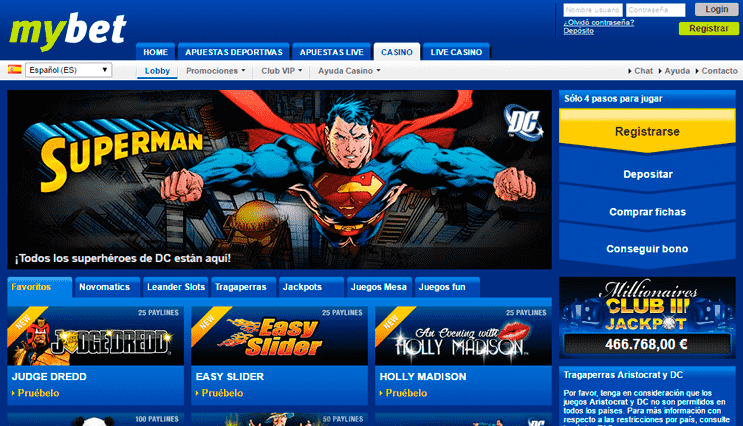 mybet
Nombre usuario
Contraseña
Login
¿Olvidó contraseña?
Depósito
Registrar
HOME
APUESTAS DEPORTIVAS
APUESTAS LIVE
CASINO
LIVE CASINO
Español (ES)
Lobby
Promociones
Club VIP
Ayuda Casino
Chat
Ayuda
Contacto
SUPERMAN
DC
¡Todos los superhéroes de DC están aquí!
Sólo 4 pasos para jugar
Registrarse
Depositar
Comprar fichas
Conseguir bono
Favoritos
Novomatics
Leander Slots
Tragaperras
Jackpots
Juegos Mesa
Juegos fun
NEW
25 PAYLINES
JUDGE DREDD
JUDGE DREDD
Pruébelo
NEW
25 PAYLINES
Easy
Slider
EASY SLIDER
Pruébelo
NEW
25 PAYLINES
An Evening with
HOLLY MADISON
HOLLY MADISON
Pruébelo
Millionaires
CLUB III
JACKPOT
466.768,00 €
Tragaperras Aristocrat y DC
Por favor, tenga en consideración que los
juegos Aristocrat y DC no son permitidos en
todos los países. Para más información con
respecto a las restricciones por país, consulte
100 PAYLINES
50 PAYLINES
25 PAYLINES